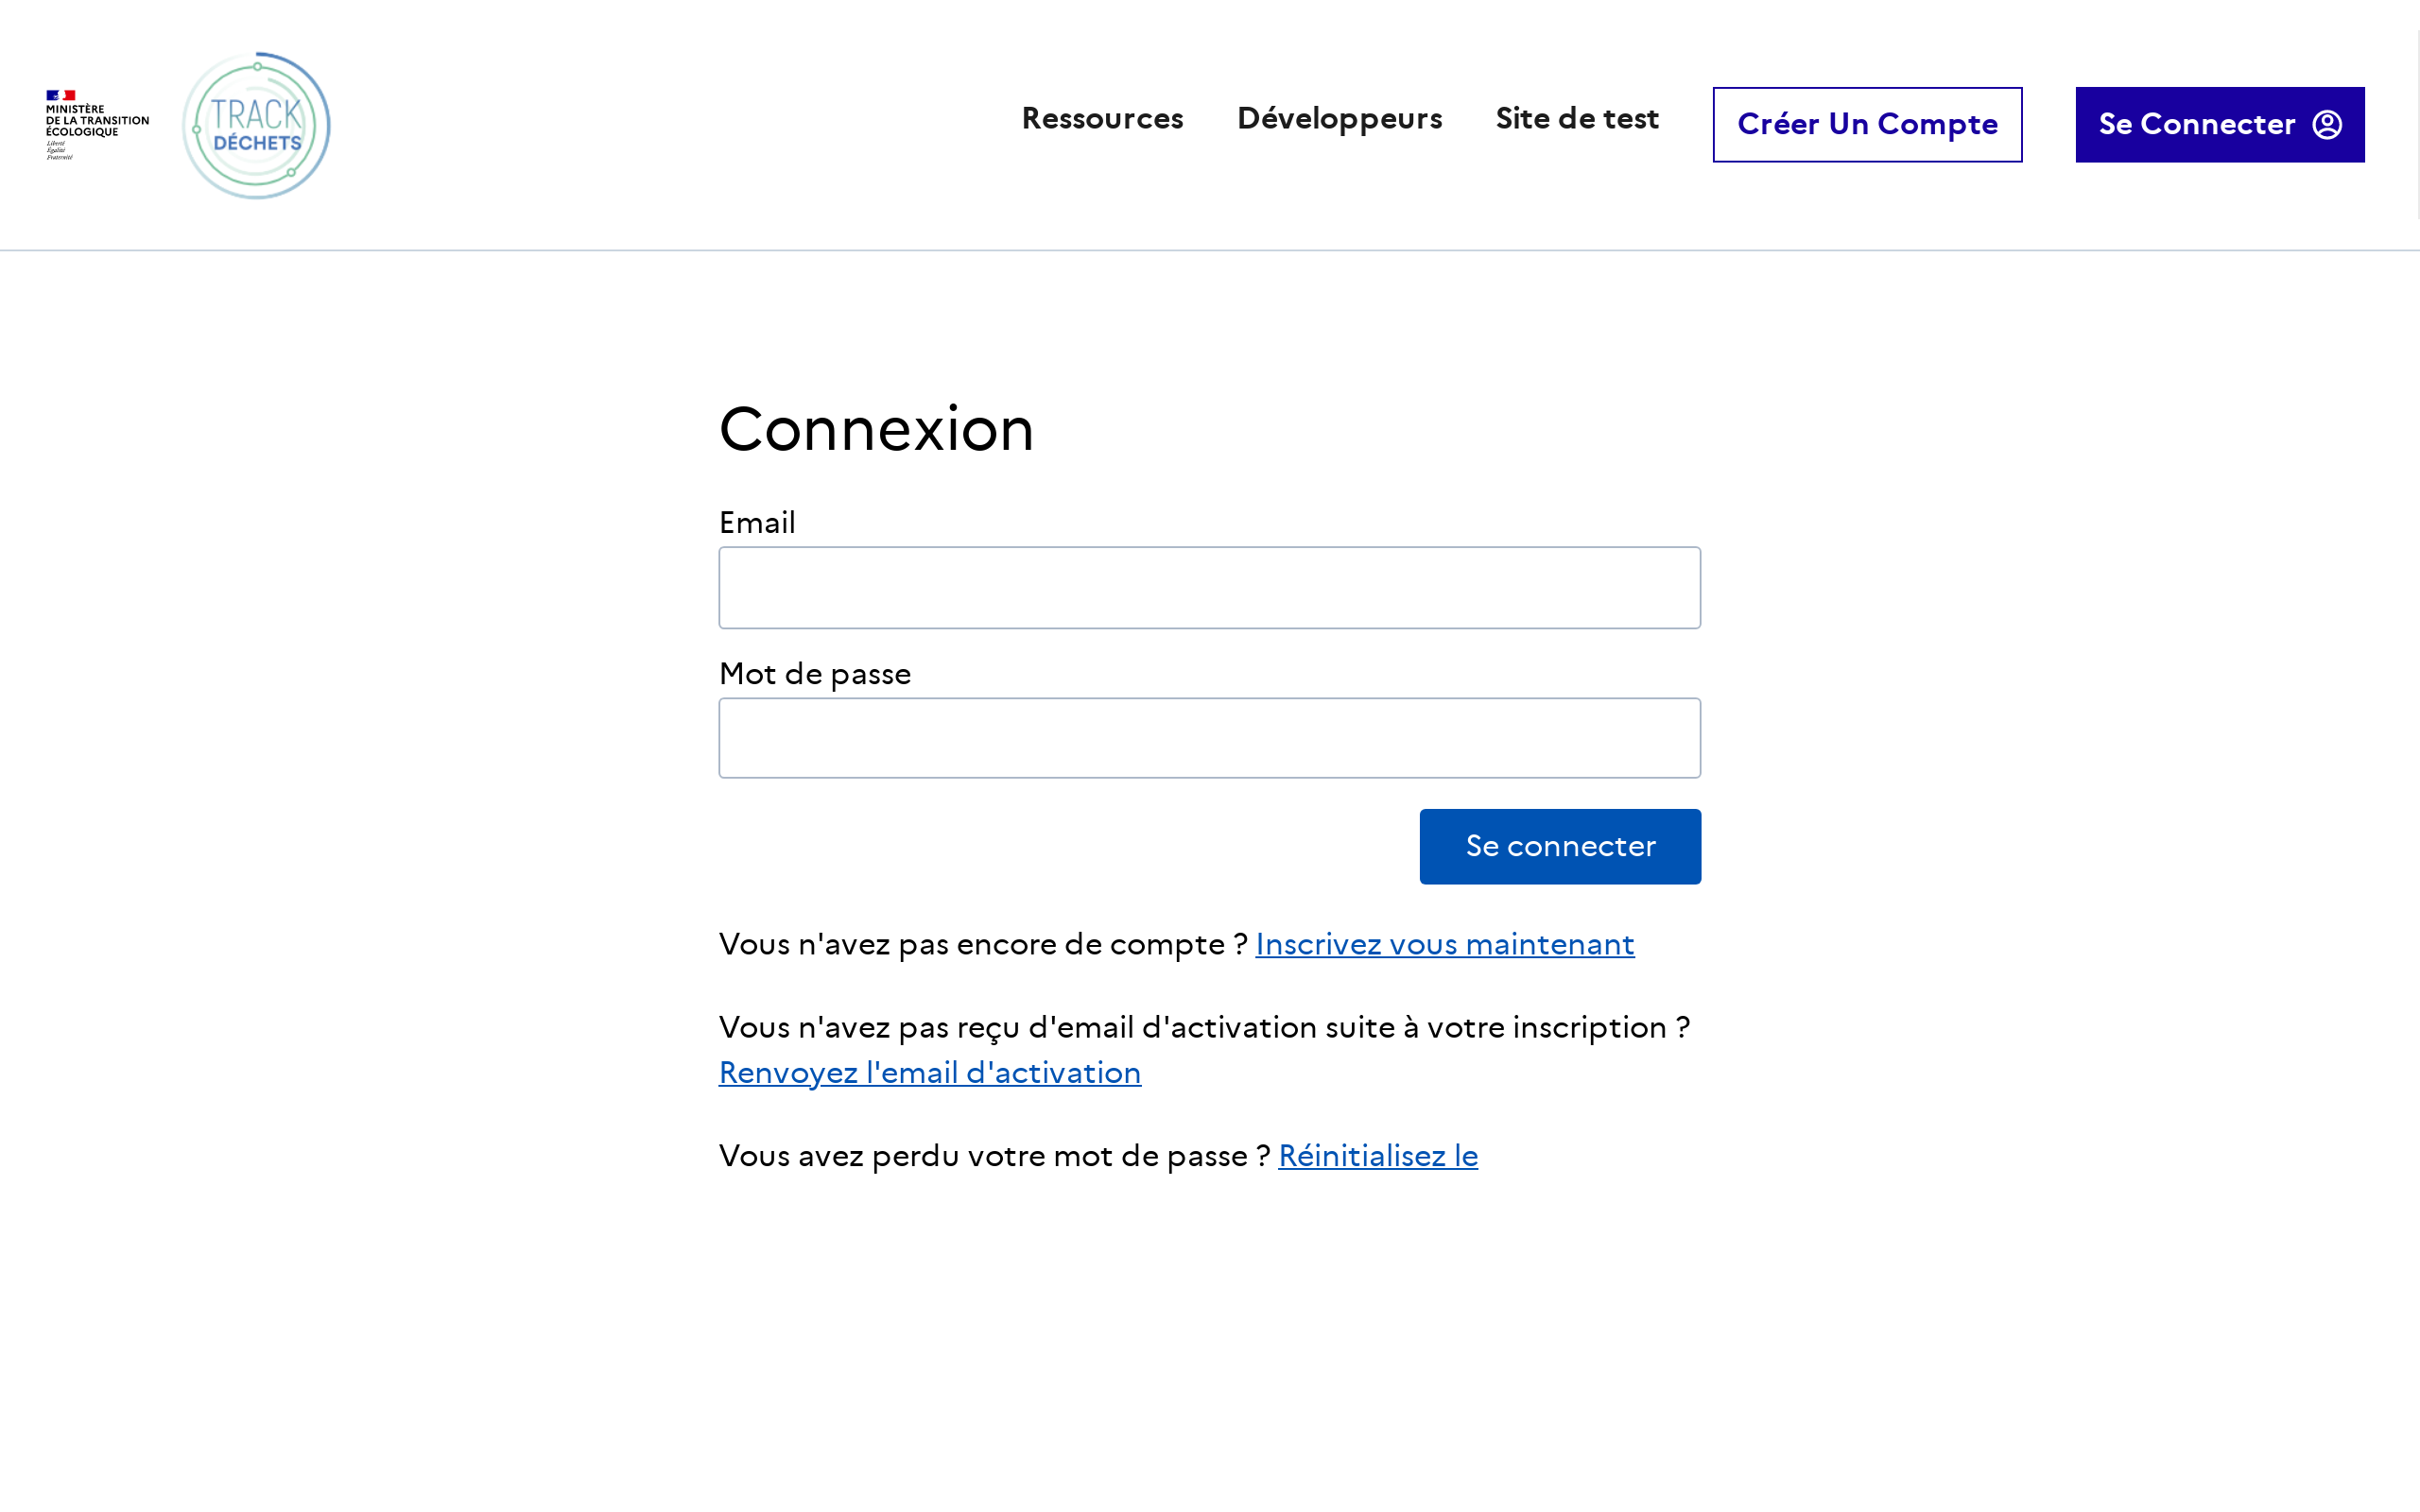 MINISTÈRE
DE LA TRANSITION
ÉCOLOGIQUE
Liberté
Égalité
Fraternité
TRACK
DÉCHETS
Ressources
Développeurs
Site de test
Créer Un Compte
Se Connecter
Connexion
Email
Mot de passe
Se connecter
Vous n'avez pas encore de compte ? Inscrivez vous maintenant
Vous n'avez pas reçu d'email d'activation suite à votre inscription ?
Renvoyez l'email d'activation
Vous avez perdu votre mot de passe ? Réinitialisez le